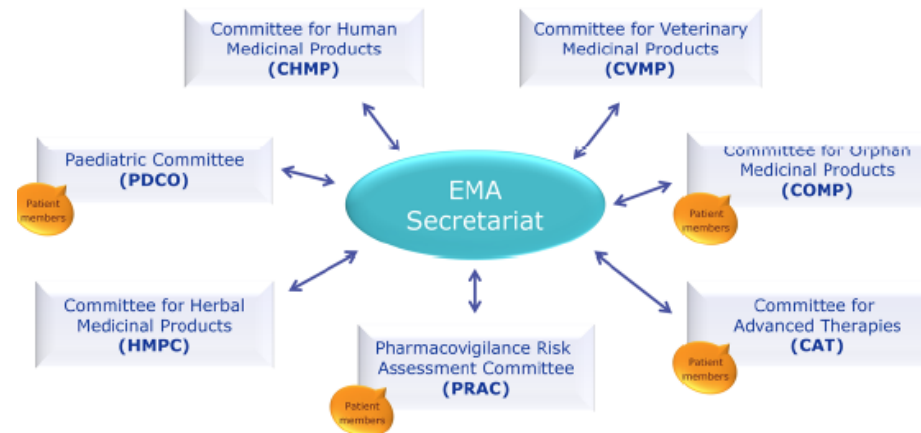 Committee for Human
Medicinal Products
(CHMP)
Committee for Veterinary
Medicinal Products
(CVMP)
Paediatric Committee
(PDCO)
Patient
members
EMA
Secretariat
Committee for Orphan
Medicinal Products
(COMP)
Patient
members
Committee for Herbal
Medicinal Products
(HMPC)
Pharmacovigilance Risk
Assessment Committee
(PRAC)
Patient
members
Committee for
Advanced Therapies
(CAT)
Patient
members